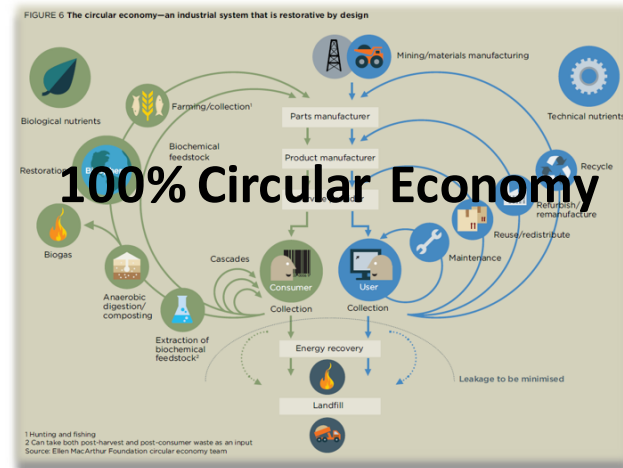 FIGURE 6 The circular economy—an industrial system that is restorative by design
Mining/materials manufacturing
Biological nutrients
Farming/collection¹
Technical nutrients
Parts manufacturer
Biochemical
feedstock
Product manufacturer
Restoration
Recycle
100% Circular Economy
Refurbish/
remanufacture
Reuse/redistribute
Biogas
Maintenance
Cascades
Consumer
User
Anaerobic
digestion/
composting
Collection
Collection
Extraction of
biochemical
feedstock²
Energy recovery
Leakage to be minimised
Landfill
1 Hunting and fishing
2 Can take both post-harvest and post-consumer waste as an input
Source: Ellen MacArthur Foundation circular economy team